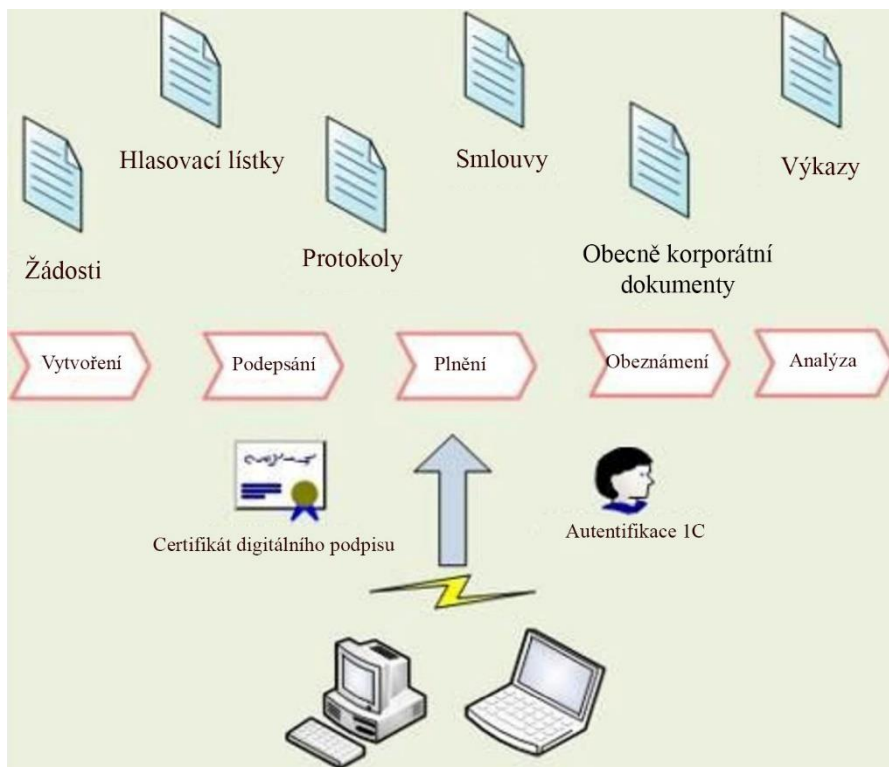 Hlasovací lístky
Smlouvy
Výkazy
Žádosti
Protokoly
Obecně korporátní
dokumenty
Vytvoření
Podepsání
Plnění
Obeznámení
Analýza
Certifikát digitálního podpisu
Autentifikace 1C